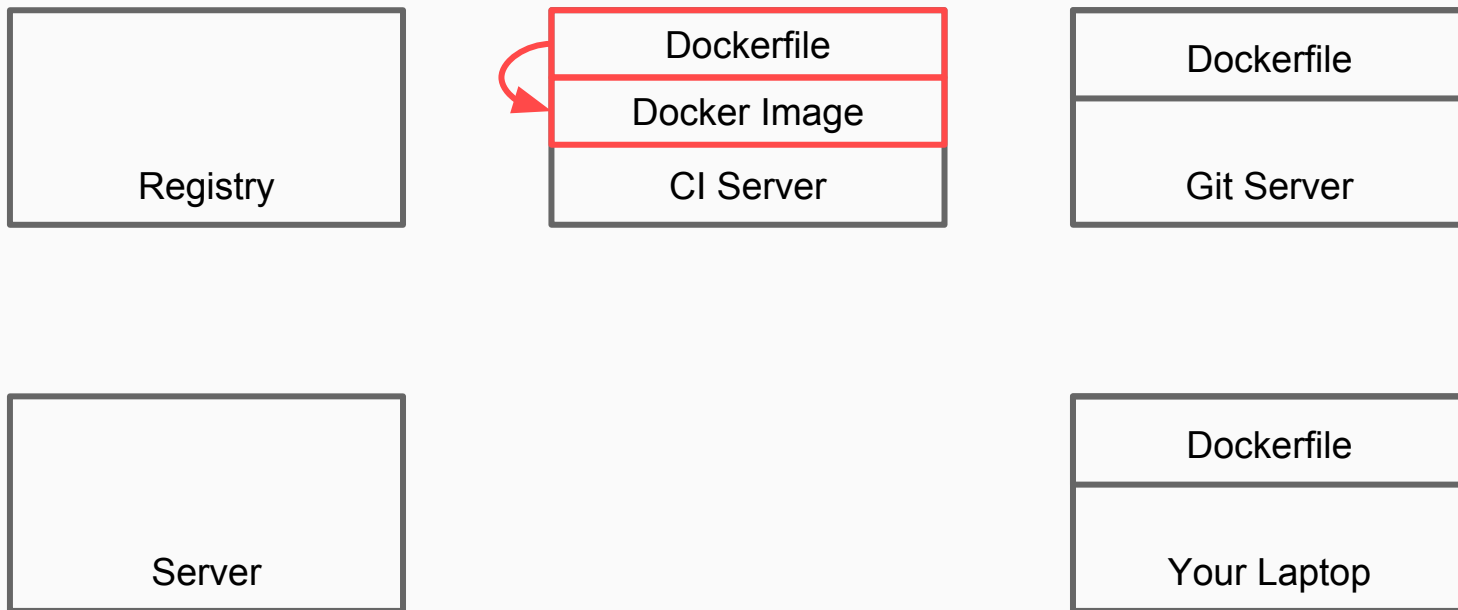 Registry
Dockerfile
Docker Image
CI Server
Dockerfile
Git Server
Server
Dockerfile
Your Laptop